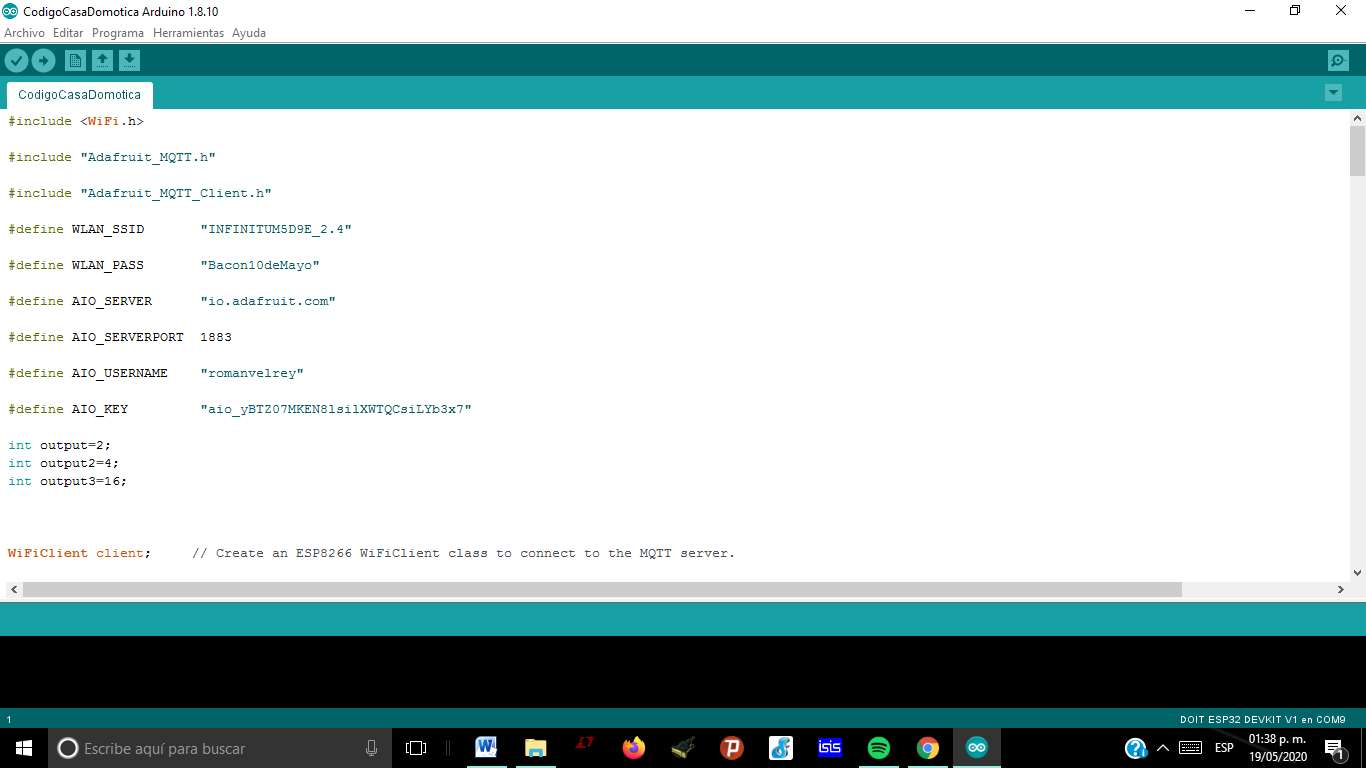 CodigoCasaDomotica Arduino 1.8.10
Archivo Editar Programa Herramientas Ayuda
CodigoCasaDomotica
#include <WiFi.h>
#include "Adafruit_MQTT.h"
#include "Adafruit_MQTT_Client.h"
#define WLAN_SSID "INFINITUM5D9E_2.4"
#define WLAN_PASS "Bacon10deMayo"
#define AIO_SERVER "io.adafruit.com"
#define AIO_SERVERPORT 1883
#define AIO_USERNAME "romanvelrey"
#define AIO_KEY "aio_yBTZ07MKEN8lsilXWTQCsiLYb3x7"
int output=2;
int output2=4;
int output3=16;
WiFiClient client; // Create an ESP8266 WiFiClient class to connect to the MQTT server.
1 DOIT ESP32 DEVKIT V1 en COM9
Escribe aquí para buscar
isis
ESP
01:38 p. m.
19/05/2020
1